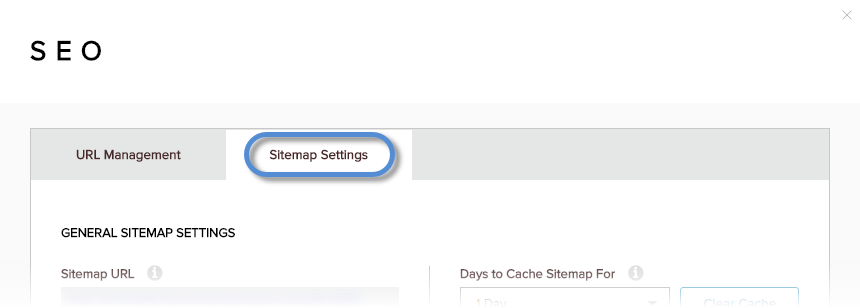 SEO
URL Management
Sitemap Settings
GENERAL SITEMAP SETTINGS
Sitemap URL
Days to Cache Sitemap For
1 Day
Clear Cache